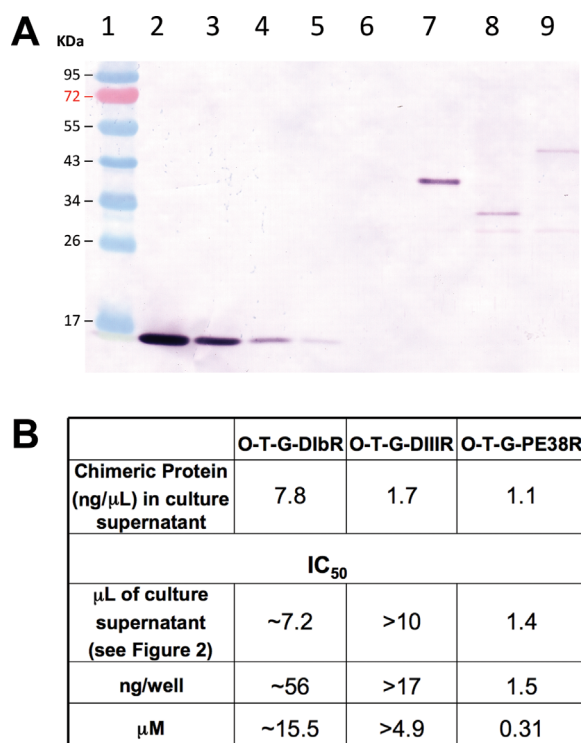 A
KDa
1 2 3 4 5 6 7 8 9
95
72
55
43
34
26
17
B
O-T-G-DIbR O-T-G-DIIIR O-T-G-PE38R
Chimeric Protein
(ng/μL) in culture
supernatant
7.8 1.7 1.1
IC50
μL of culture
supernatant
(see Figure 2)
~7.2 >10 1.4
ng/well ~56 >17 1.5
μM ~15.5 >4.9 0.31